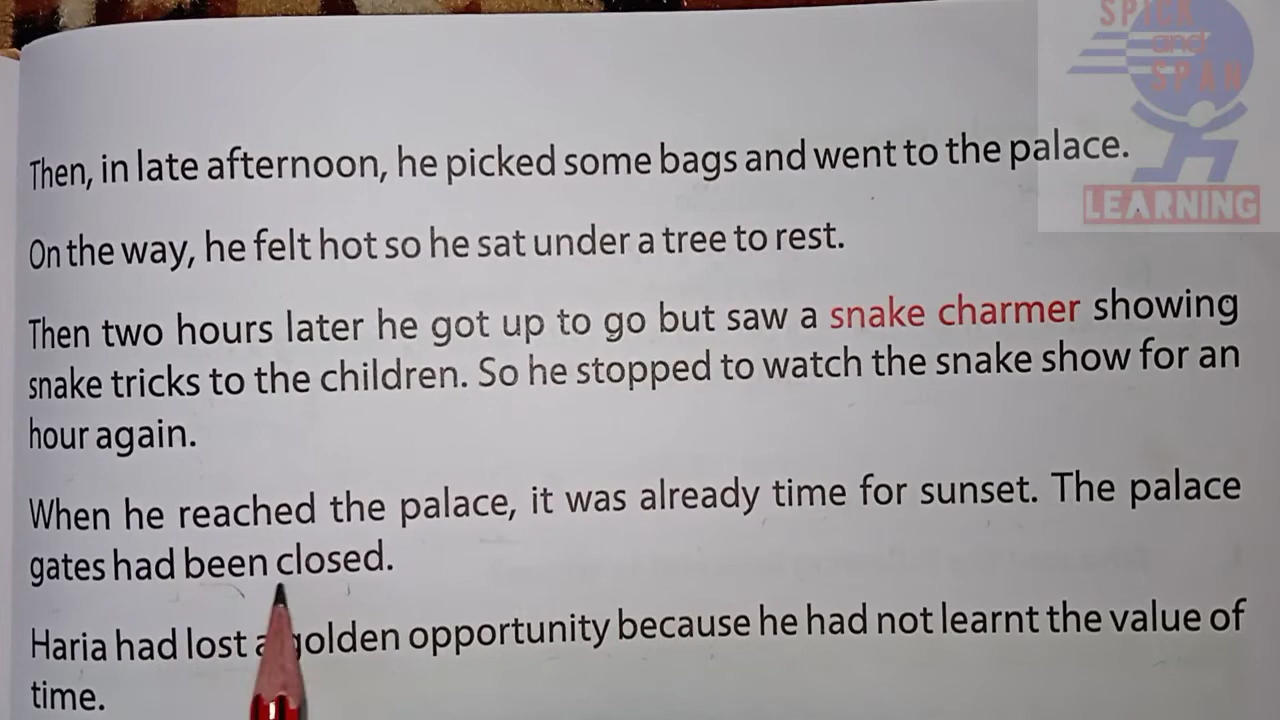 SPICK
and
SPAN
LEARNING
Then, in late afternoon, he picked some bags and went to the palace.
On the way, he felt hot so he sat under a tree to rest.
Then two hours later he got up to go but saw a snake charmer showing
snake tricks to the children. So he stopped to watch the snake show for an
hour again.
When he reached the palace, it was already time for sunset. The palace
gates had been closed.
Haria had lost a golden opportunity because he had not learnt the value of
time.